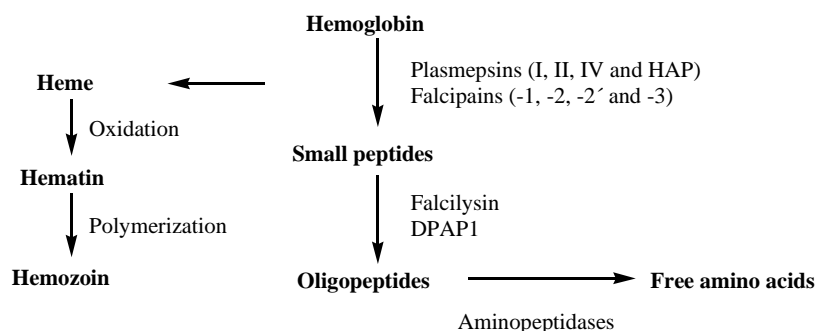 Hemoglobin
Plasmepsins (I, II, IV and HAP)
Falcipains (-1, -2, -2´ and -3)
Heme
Oxidation
Small peptides
Hematin
Falcilysin
DPAP1
Polymerization
Hemozoin
Oligopeptides
Free amino acids
Aminopeptidases